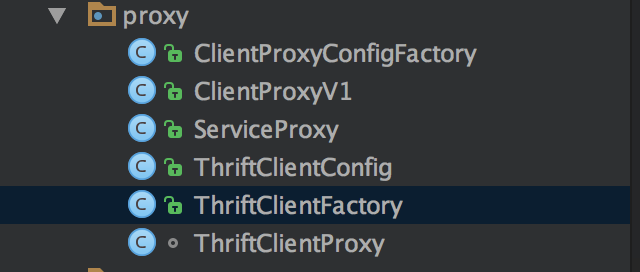 proxy
C ClientProxyConfigFactory
C ClientProxyV1
C ServiceProxy
C ThriftClientConfig
C ThriftClientFactory
C ThriftClientProxy